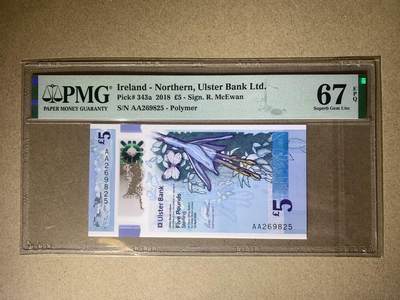 PMG
PAPER MONEY GUARANTY
Ireland - Northern, Ulster Bank Ltd.
Pick# 343a 2018 £5 - Sign. R. McEwan
S/N AA269825 - Polymer
67 EPQ
Superb Gem Unc
£5
AA269825
Ulster Bank
Five Pounds
Sterling
£5
AA269825